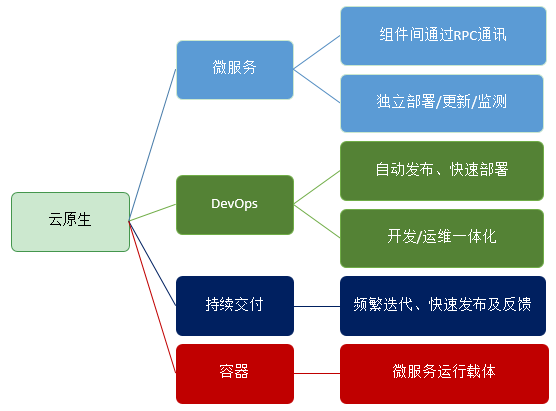 云原生
微服务
组件间通过RPC通讯
独立部署/更新/监测
DevOps
自动发布、快速部署
开发/运维一体化
持续交付
频繁迭代、快速发布及反馈
容器
微服务运行载体